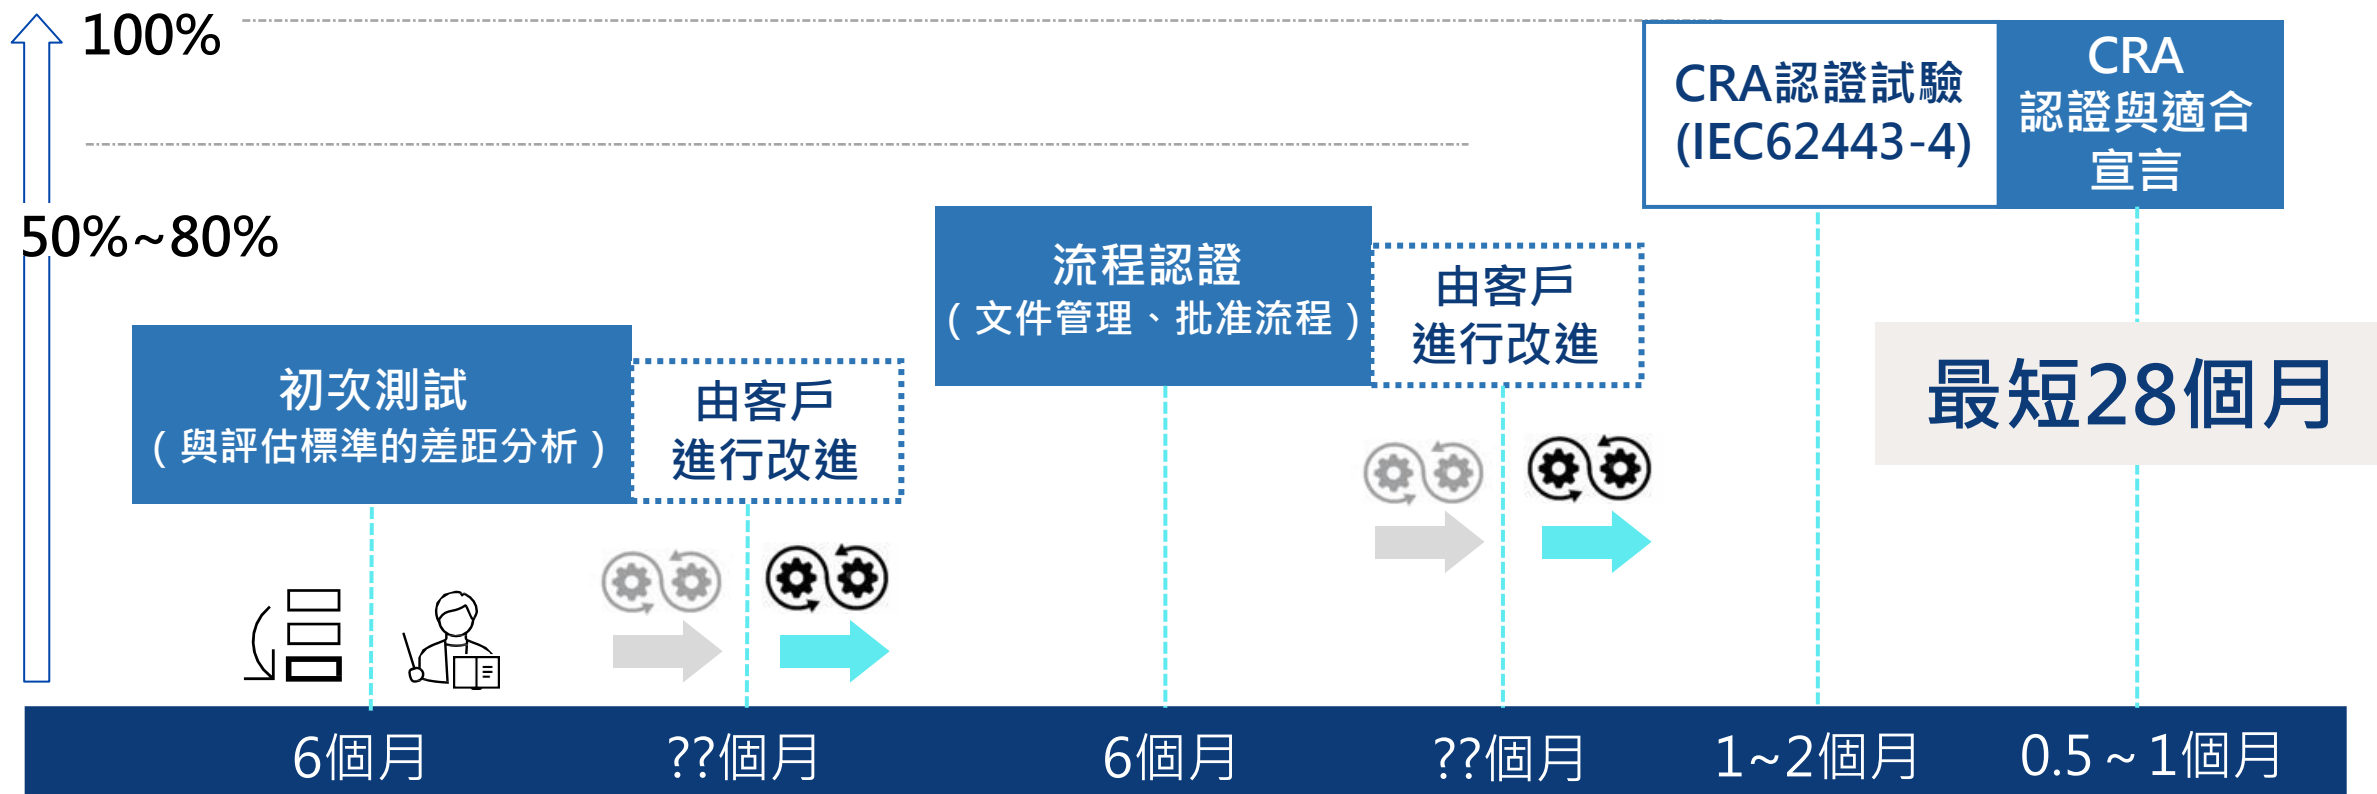 100%
50%~80%
初次測試
(與評估標準的差距分析)
由客戶
進行改進
流程認證
(文件管理、批准流程)
由客戶
進行改進
CRA認證試驗
(IEC62443-4)
CRA
認證與適合
宣言
最短28個月
6個月
??個月
6個月
??個月
1~2個月
0.5~1個月